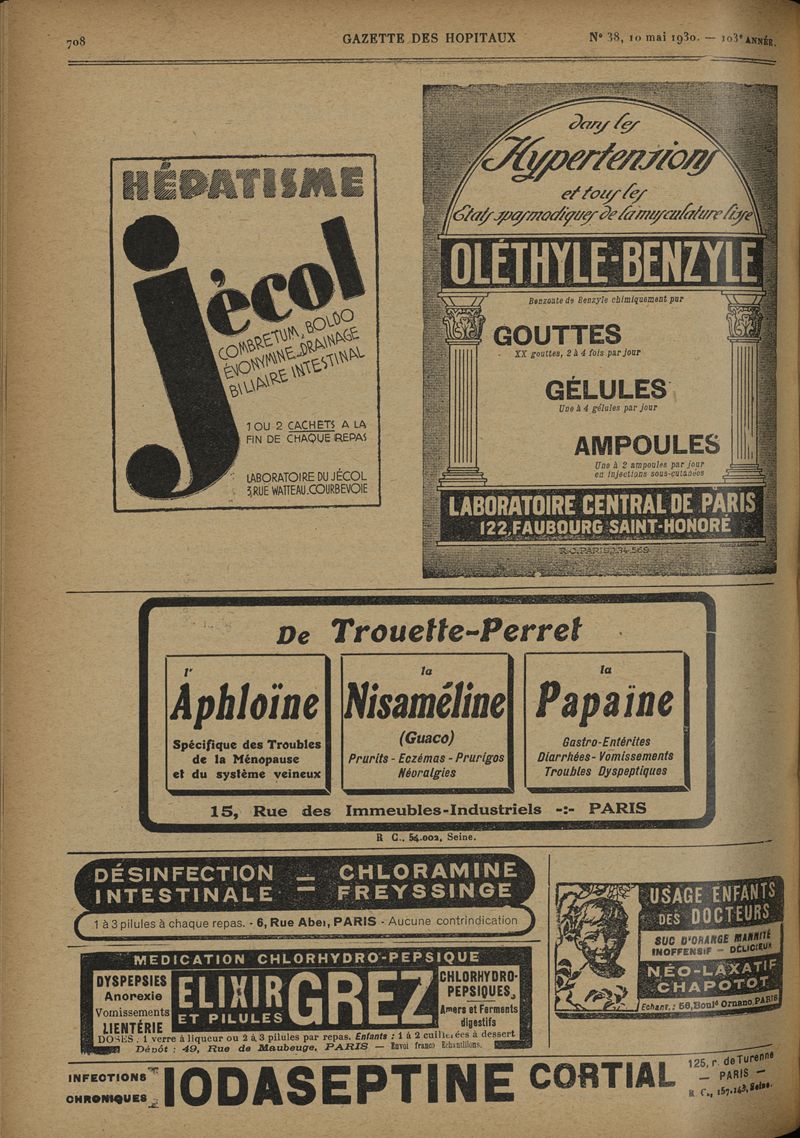 708
GAZETTE DES HOPITAUX
N° 38, 10 mai 1930. — 103e ANNÉE.
HÉPATISME
jécol
COMBRETUM, BOLDO
ÉVONYMINE_DRAINAGE
BILIAIRE INTESTINAL
1 OU 2 CACHETS A LA
FIN DE CHAQUE REPAS
LABORATOIRE DU JÉCOL
3, RUE WATTEAU. COURBEVOIE
dans les
Hypertensions
et tous les
États spasmodiques de la musculature lisse
OLÉTHYLE-BENZYLE
Benzoate de Benzyle chimiquement pur
GOUTTES
XX gouttes, 2 à 4 fois par jour
GÉLULES
Une à 4 gélules par jour
AMPOULES
Une à 2 ampoules par jour
en injections sous-cutanées
LABORATOIRE CENTRAL DE PARIS
122, FAUBOURG SAINT-HONORÉ
De Trouette-Perret
l'
Aphloïne
Spécifique des Troubles
de la Ménopause
et du système veineux
la
Nisaméline
(Guaco)
Prurits - Eczémas - Prurigos
Névralgies
la
Papaïne
Gastro-Entérites
Diarrhées - Vomissements
Troubles Dyspeptiques
15, Rue des Immeubles-Industriels -:- PARIS
R C., 54.002, Seine.
DÉSINFECTION — CHLORAMINE
INTESTINALE = FREYSSINGE
1 à 3 pilules à chaque repas. - 6, Rue Abel, PARIS - Aucune contrindication
MEDICATION CHLORHYDRO-PEPSIQUE
DYSPEPSIES
Anorexie
Vomissements
LIENTÉRIE
ELIXIR
ET PILULES
GREZ
CHLORHYDRO-
PEPSIQUES
Amers et Ferments
digestifs
DOSES : 1 verre à liqueur ou 2 à 3 pilules par repas. Enfants : 1 à 2 cuillerées à dessert
Dépôt : 49, Rue de Maubeuge, PARIS — Envoi franco Echantillons.
USAGE ENFANTS
DES DOCTEURS
SUC D'ORANGE MANNITÉ
INOFFENSIF — DÉLICIEUX
NÉO-LAXATIF
CHAPOTOT
Echant. : 56, Bould Ornano, PARIS
INFECTIONS
CHRONIQUES
IODASEPTINE CORTIAL
125, r. de Turenne
— PARIS —
R C., 157.143, Seine.